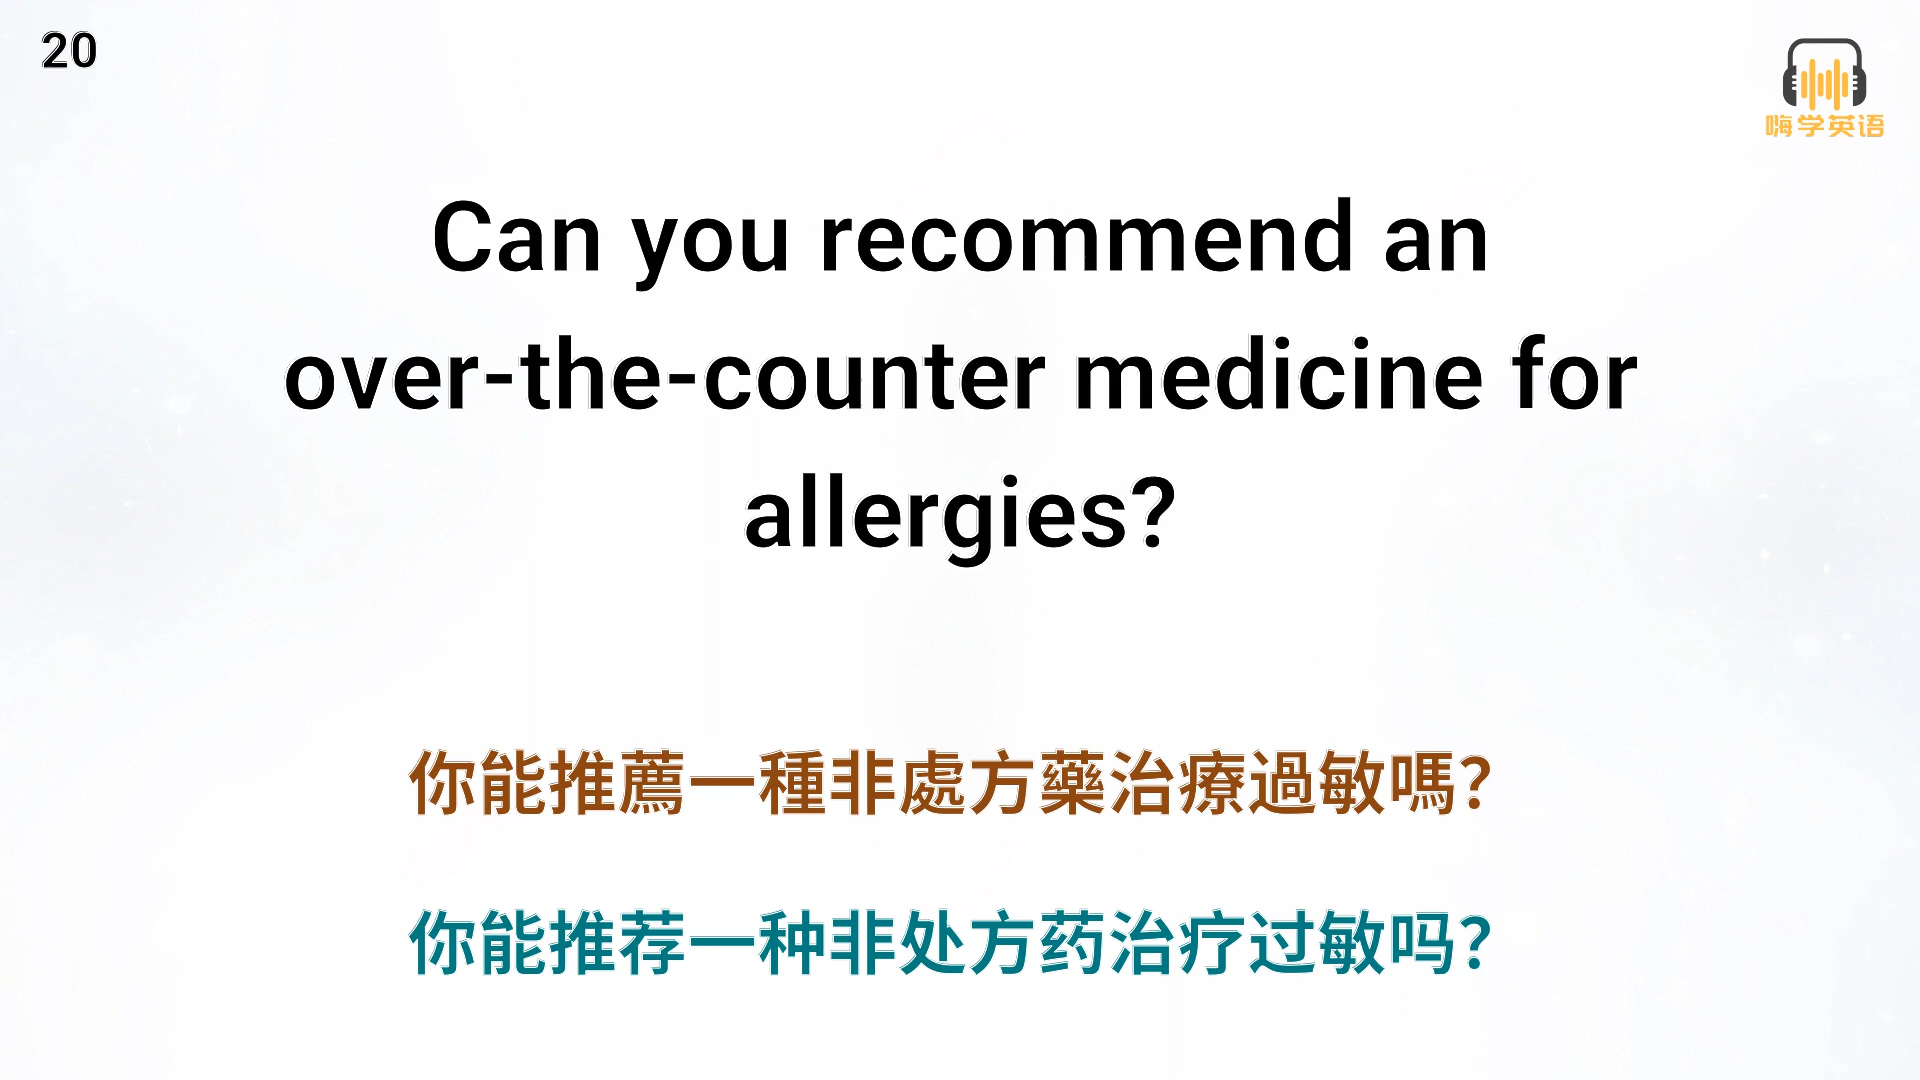 20
嗨学英语
Can you recommend an
over-the-counter medicine for
allergies?
你能推薦一種非處方藥治療過敏嗎?
你能推荐一种非处方药治疗过敏吗?